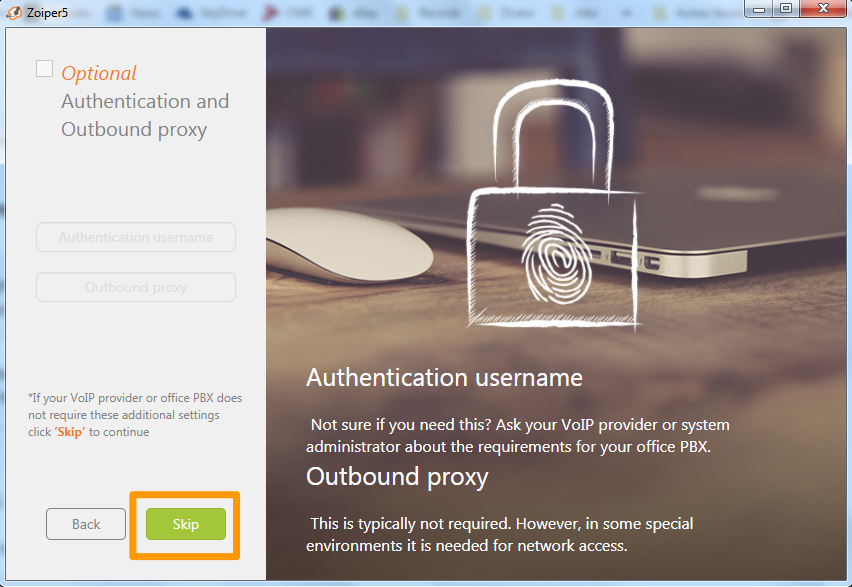 Zoiper5
Optional
Authentication and
Outbound proxy
Authentication username
Outbound proxy
*If your VoIP provider or office PBX does
not require these additional settings
click 'Skip' to continue
Back
Skip
Authentication username
Not sure if you need this? Ask your VoIP provider or system
administrator about the requirements for your office PBX.
Outbound proxy
This is typically not required. However, in some special
environments it is needed for network access.